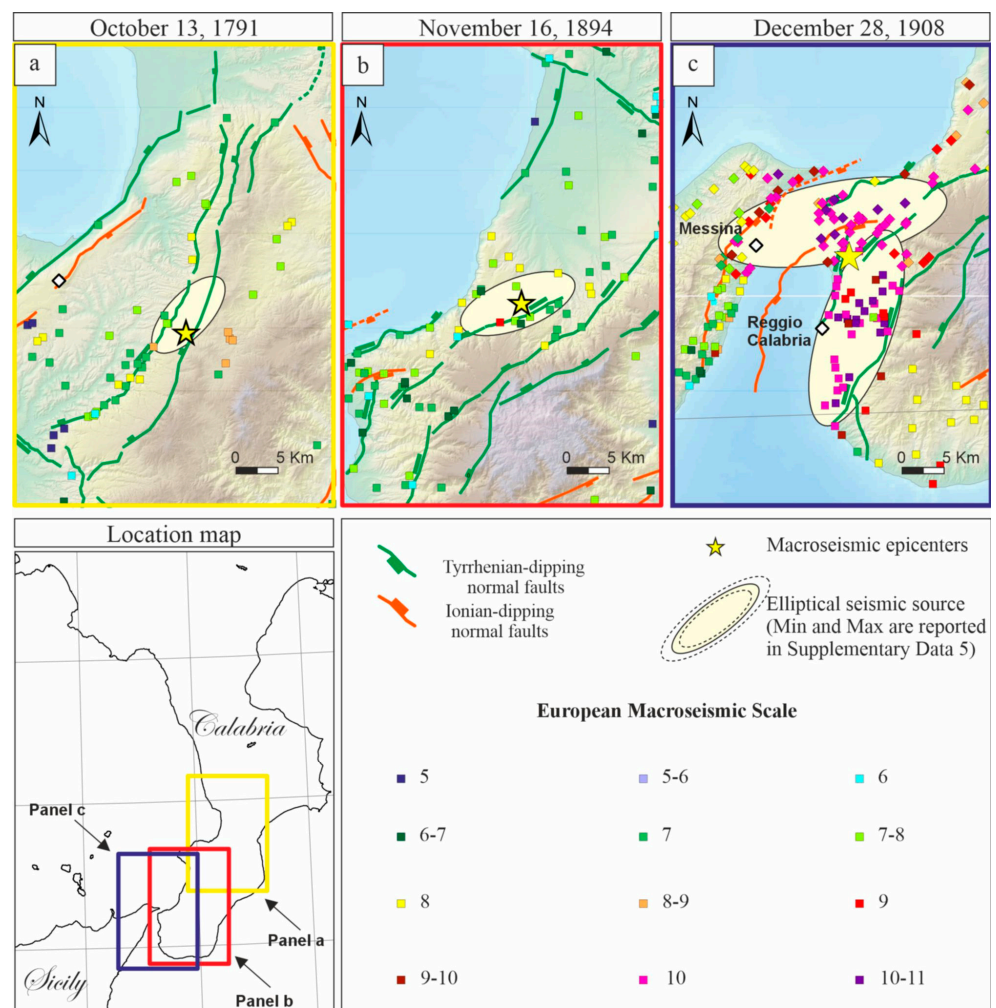 October 13, 1791
November 16, 1894
December 28, 1908
a
b
c
N
N
N
Messina
Reggio
Calabria
0 5 Km
0 5 Km
0 5 Km
Location map
Calabria
Panel c
Panel a
Sicily
Panel b
Tyrrhenian-dipping
normal faults
Ionian-dipping
normal faults
Macroseismic epicenters
Elliptical seismic source
(Min and Max are reported
in Supplementary Data 5)
European Macroseismic Scale
5
5-6
6
6-7
7
7-8
8
8-9
9
9-10
10
10-11